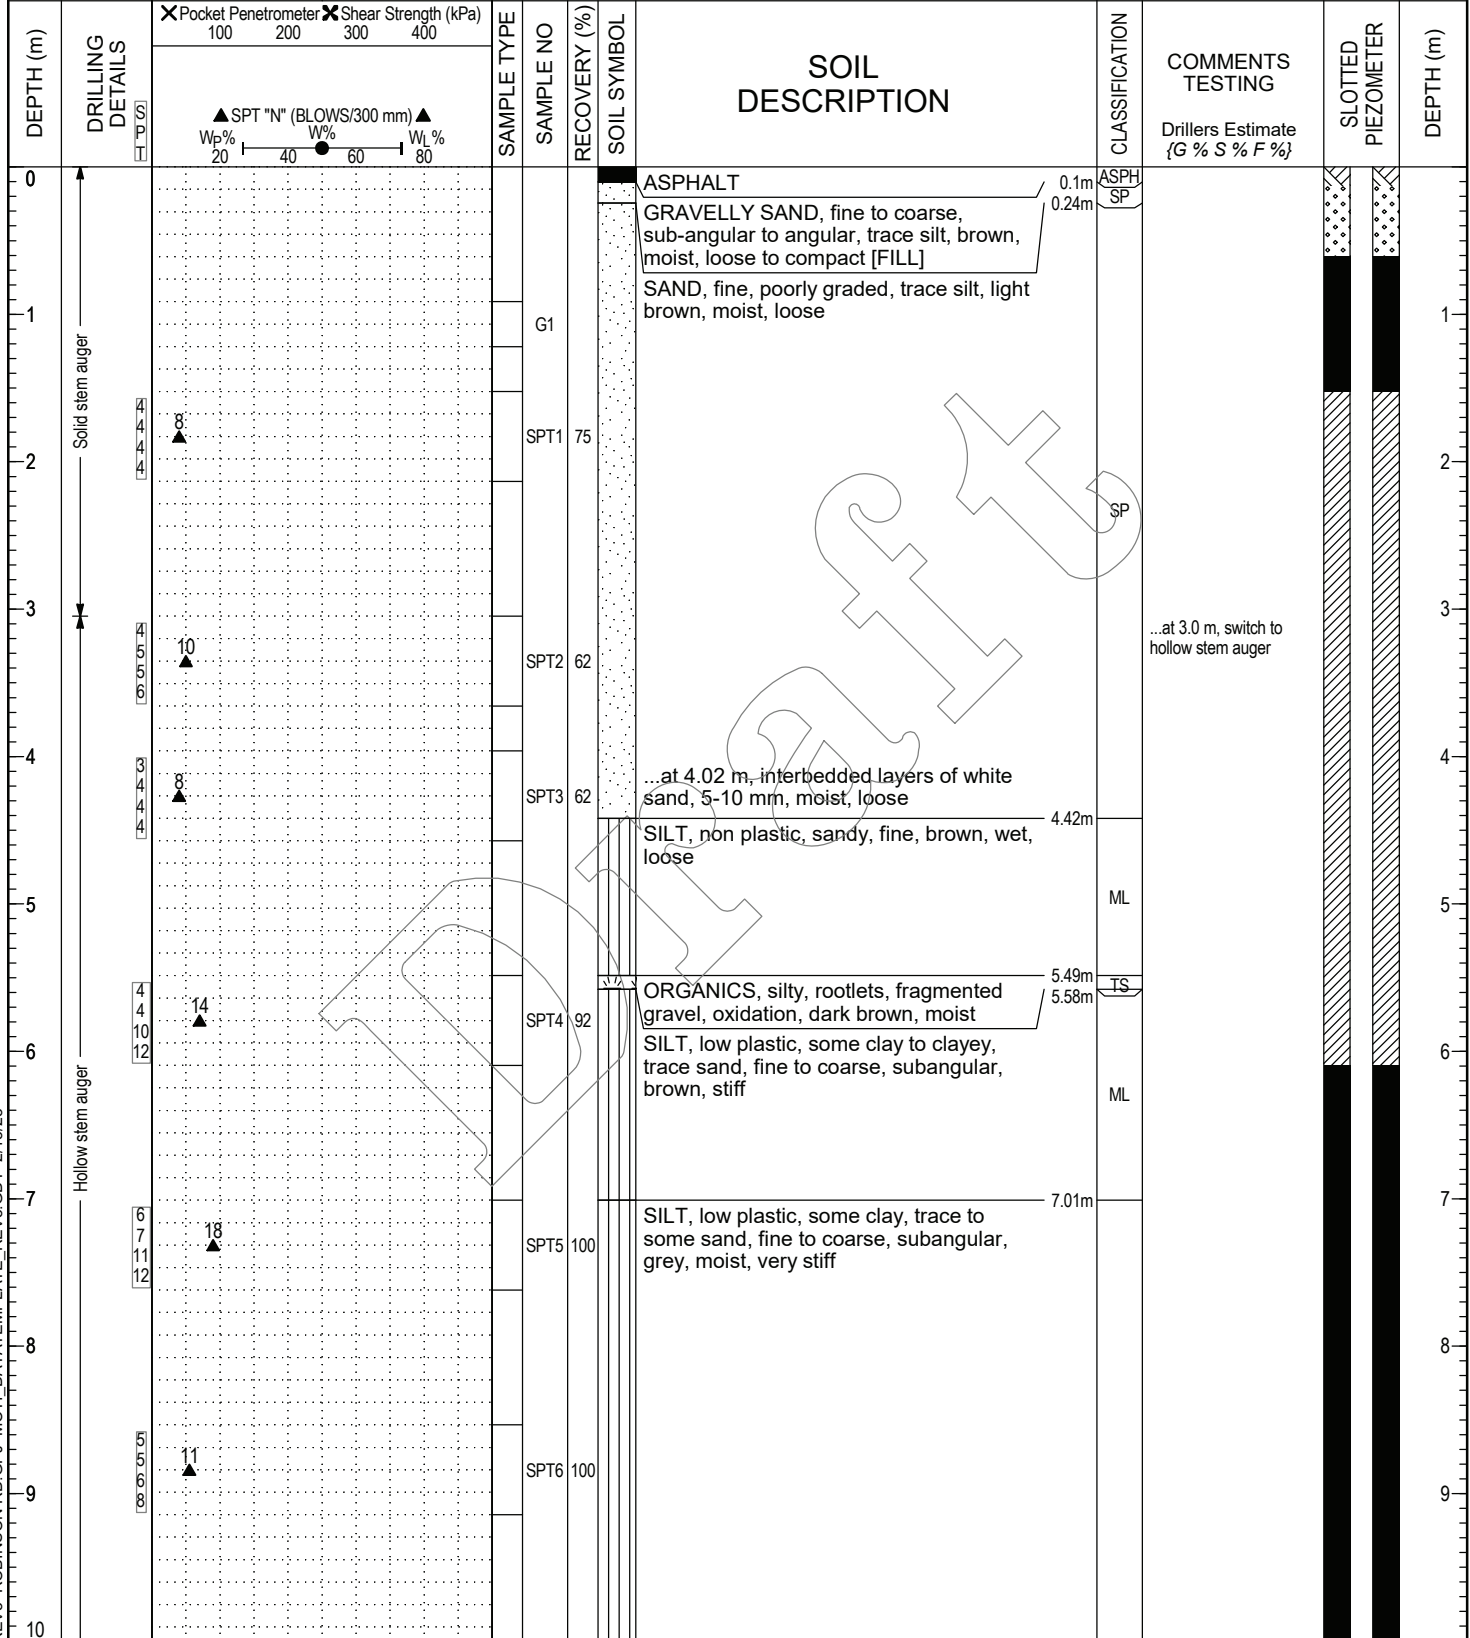 DEPTH (m)
DRILLING
DETAILS
S
P
T
Pocket Penetrometer Shear Strength (kPa)
100 200 300 400
SPT "N" (BLOWS/300 mm)
WP% W% WL%
20 40 60 80
SAMPLE TYPE
SAMPLE NO
RECOVERY (%)
SOIL SYMBOL
SOIL
DESCRIPTION
CLASSIFICATION
COMMENTS
TESTING
Drillers Estimate
{G % S % F %}
SLOTTED
PIEZOMETER
DEPTH (m)
0
ASPHALT 0.1m ASPH
0.24m SP
GRAVELLY SAND, fine to coarse,
sub-angular to angular, trace silt, brown,
moist, loose to compact [FILL]
SAND, fine, poorly graded, trace silt, light
brown, moist, loose
1 G1 1
Solid stem auger
4
4
4
4
8
SPT1 75
2 2
SP
3 3
...at 3.0 m, switch to
hollow stem auger
4
5
5
6
10
SPT2 62
4 4
3
4
4
4
8
SPT3 62
...at 4.02 m, interbedded layers of white
sand, 5-10 mm, moist, loose
4.42m
SILT, non plastic, sandy, fine, brown, wet,
loose
ML
5 5
5.49m
TS
5.58m
ORGANICS, silty, rootlets, fragmented
gravel, oxidation, dark brown, moist
4
4
10
12
14
SPT4 92
6 6
SILT, low plastic, some clay to clayey,
trace sand, fine to coarse, subangular,
brown, stiff
ML
Hollow stem auger
7 7
7.01m
SILT, low plastic, some clay, trace to
some sand, fine to coarse, subangular,
grey, moist, very stiff
6
7
11
12
18
SPT5 100
8 8
5
5
6
8
11
SPT6 100
9 9
10
Draft